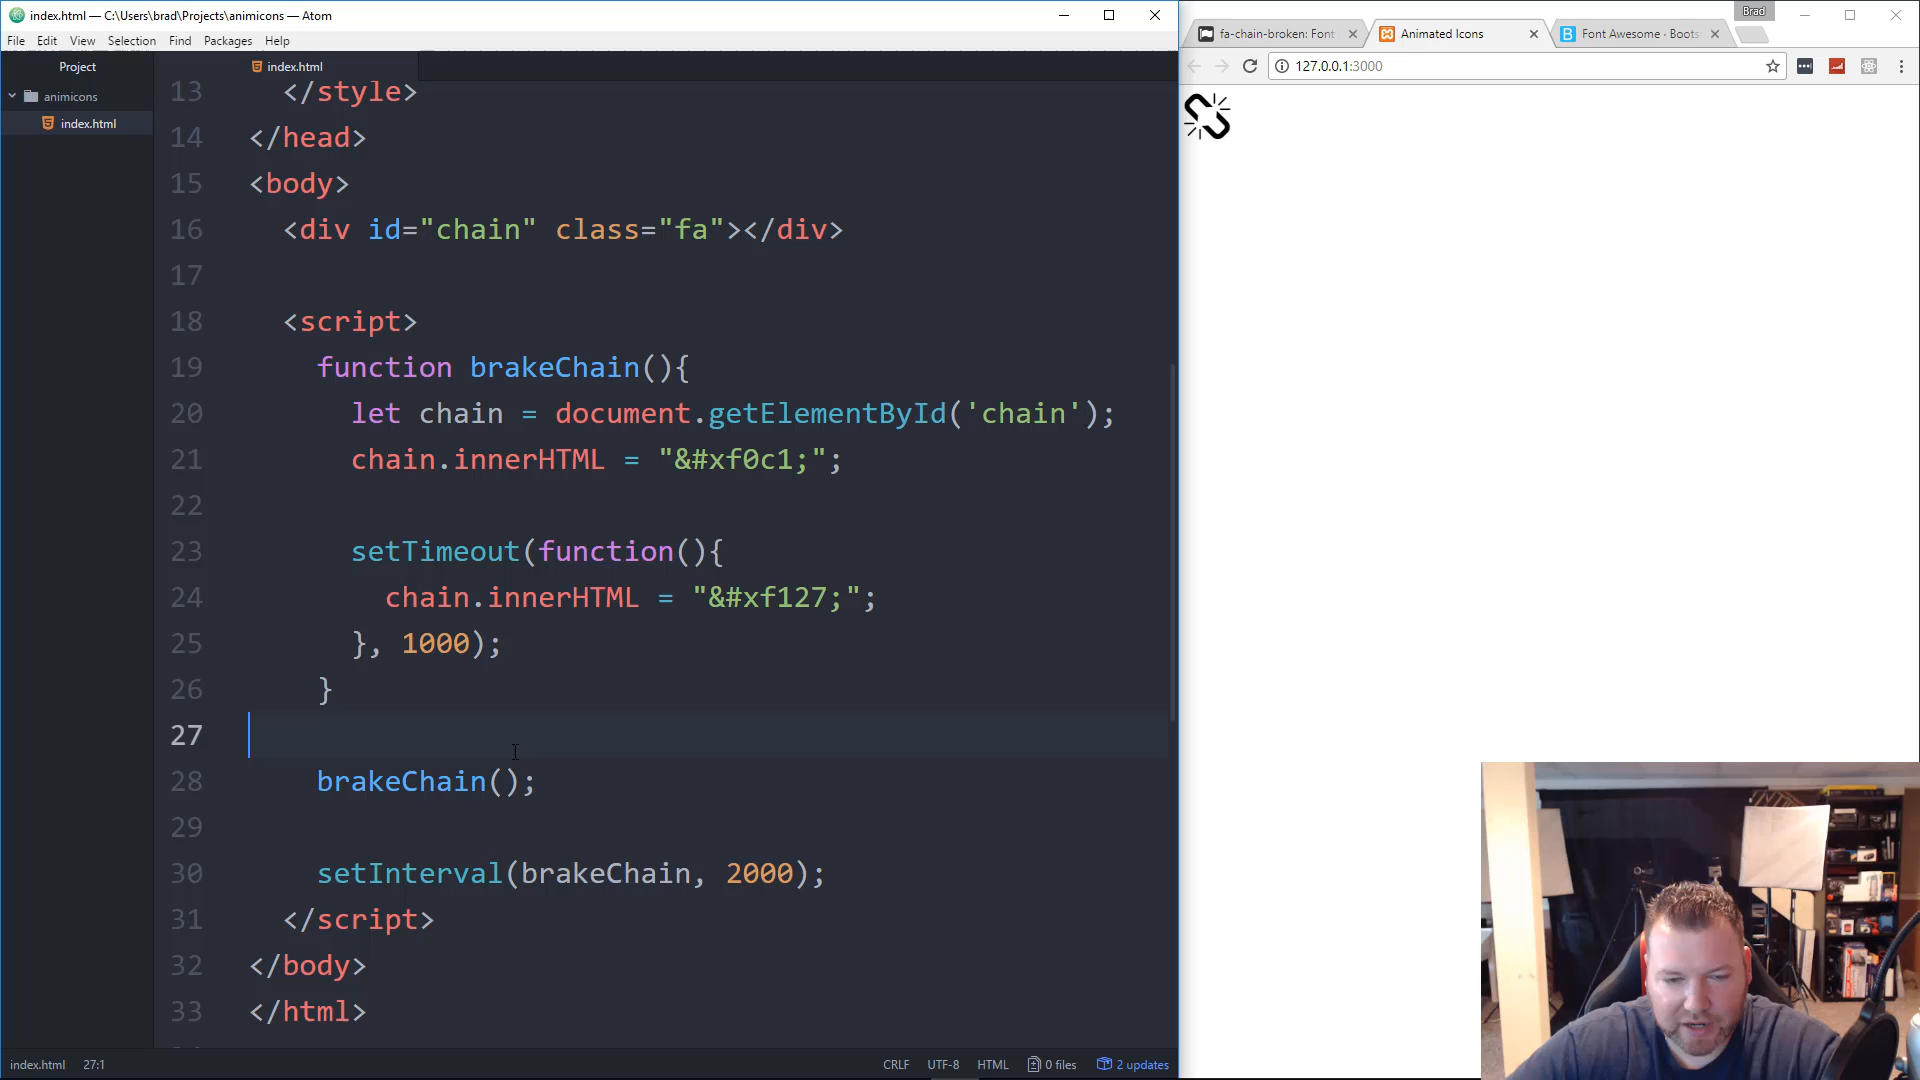 index.html — C:\Users\brad\Projects\animicons — Atom
File Edit View Selection Find Packages Help
Project
animicons
index.html
index.html
13 </style>
14 </head>
15 <body>
16 <div id="chain" class="fa"></div>
17
18 <script>
19 function brakeChain(){
20 let chain = document.getElementById('chain');
21 chain.innerHTML = "&#xf0c1;";
22
23 setTimeout(function(){
24 chain.innerHTML = "&#xf127;";
25 }, 1000);
26 }
27
28 brakeChain();
29
30 setInterval(brakeChain, 2000);
31 </script>
32 </body>
33 </html>
index.html 27:1
CRLF UTF-8 HTML 0 files 2 updates
Brad
fa-chain-broken: Font
Animated Icons
Font Awesome · Boots
127.0.0.1:3000